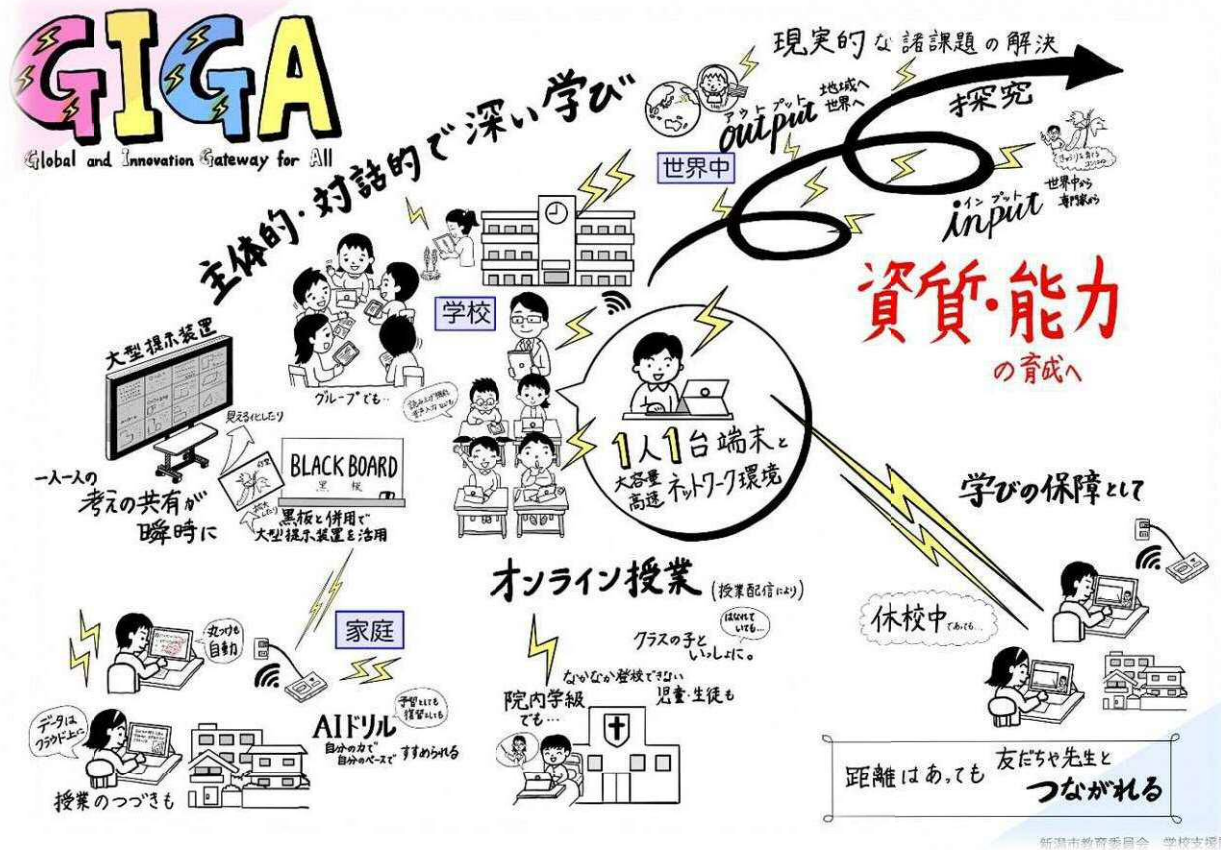 GIGA
Global and Innovation Gateway for All
主体的・対話的で深い学び
現実的な諸課題の解決
探究
アウトプット
output
地域へ
世界へ
世界中
インプット
input
世界中から
専門家から
資質・能力
の育成へ
学校
グループでも…
大型提示装置
見える化したり
一人一人の
考えの共有が
瞬時に
BLACK BOARD
黒板
黒板と併用で
大型提示装置を活用
1人1台端末と
大容量
高速
ネットワーク環境
学びの保障として
休校中であっても…
オンライン授業(授業配信により)
はなれて
いても…
クラスの子と
いっしょに。
なかなか登校できない
児童・生徒も
院内学級
でも…
家庭
丸つけも
自動
データは
クラウド上に
授業のつづきも
AIドリル
予習としても
復習としても
自分の力で
自分のペースで
すすめられる
距離はあっても
友だちや先生と
つながれる
新潟市教育委員会 学校支援